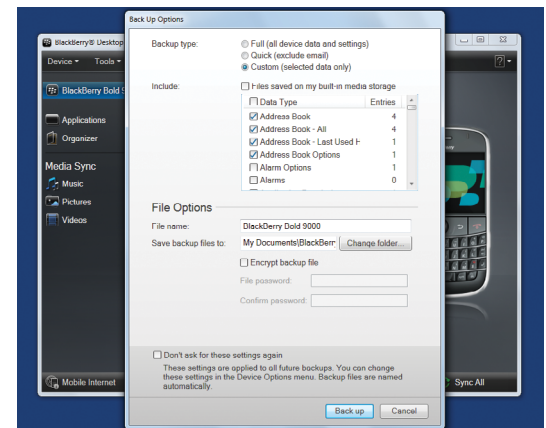 Back Up Options
BlackBerry® Desktop
Device
Tools
?
Backup type:
Full (all device data and settings)
Quick (exclude email)
Custom (selected data only)
BlackBerry Bold 9
Include:
Files saved on my built-in media storage
Data Type Entries
Address Book 4
Address Book - All 4
Address Book - Last Used H 1
Address Book Options 1
Alarm Options 1
Alarms 0
Applications
Organizer
Media Sync
Music
Pictures
Videos
File Options
File name: BlackBerry Bold 9000
Save backup files to: My Documents\BlackBerr Change folder...
Encrypt backup file
File password:
Confirm password:
Don't ask for these settings again
These settings are applied to all future backups. You can change
these settings in the Device Options menu. Backup files are named
automatically.
Mobile Internet
Sync All
Back up Cancel